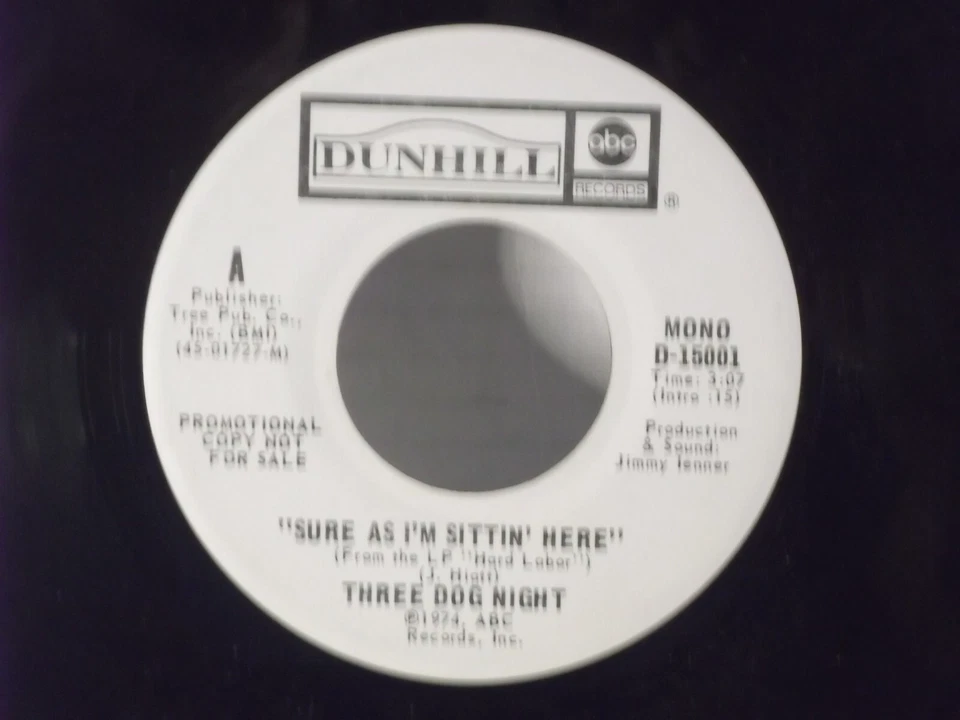 DUNHILL
abc
RECORDS
®
A
Publisher:
Tree Pub. Co.,
Inc. (BMI)
(45-01727-M)
PROMOTIONAL
COPY NOT
FOR SALE
MONO
D-15001
Time: 3:07
(Intro :15)
Production
& Sound:
Jimmy Ienner
"SURE AS I'M SITTIN' HERE"
(From the LP "Hard Labor")
(J. Hiatt)
THREE DOG NIGHT
©1974, ABC
Records, Inc.